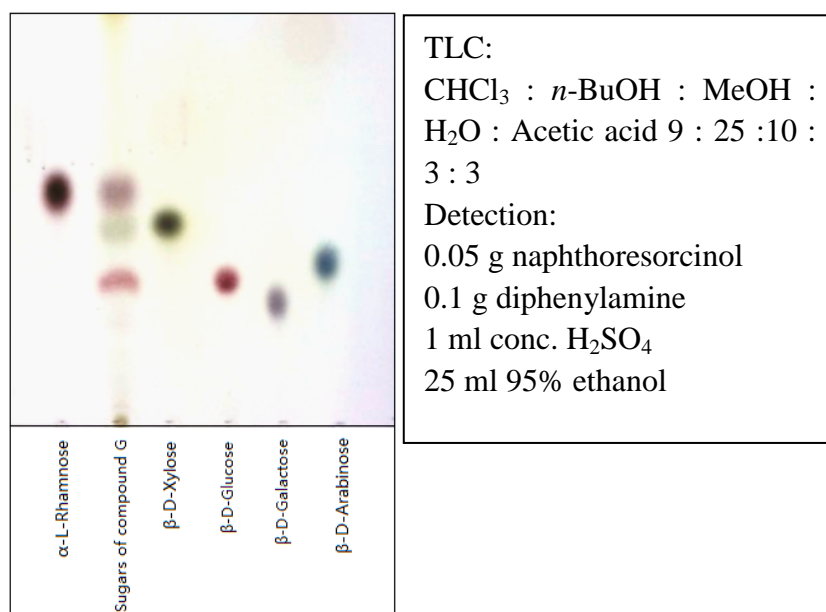 TLC:
CHCl₃ : n-BuOH : MeOH :
H₂O : Acetic acid 9 : 25 :10 :
3 : 3
Detection:
0.05 g naphthoresorcinol
0.1 g diphenylamine
1 ml conc. H₂SO₄
25 ml 95% ethanol
α-L-Rhamnose
Sugars of compound G
β-D-Xylose
β-D-Glucose
β-D-Galactose
β-D-Arabinose